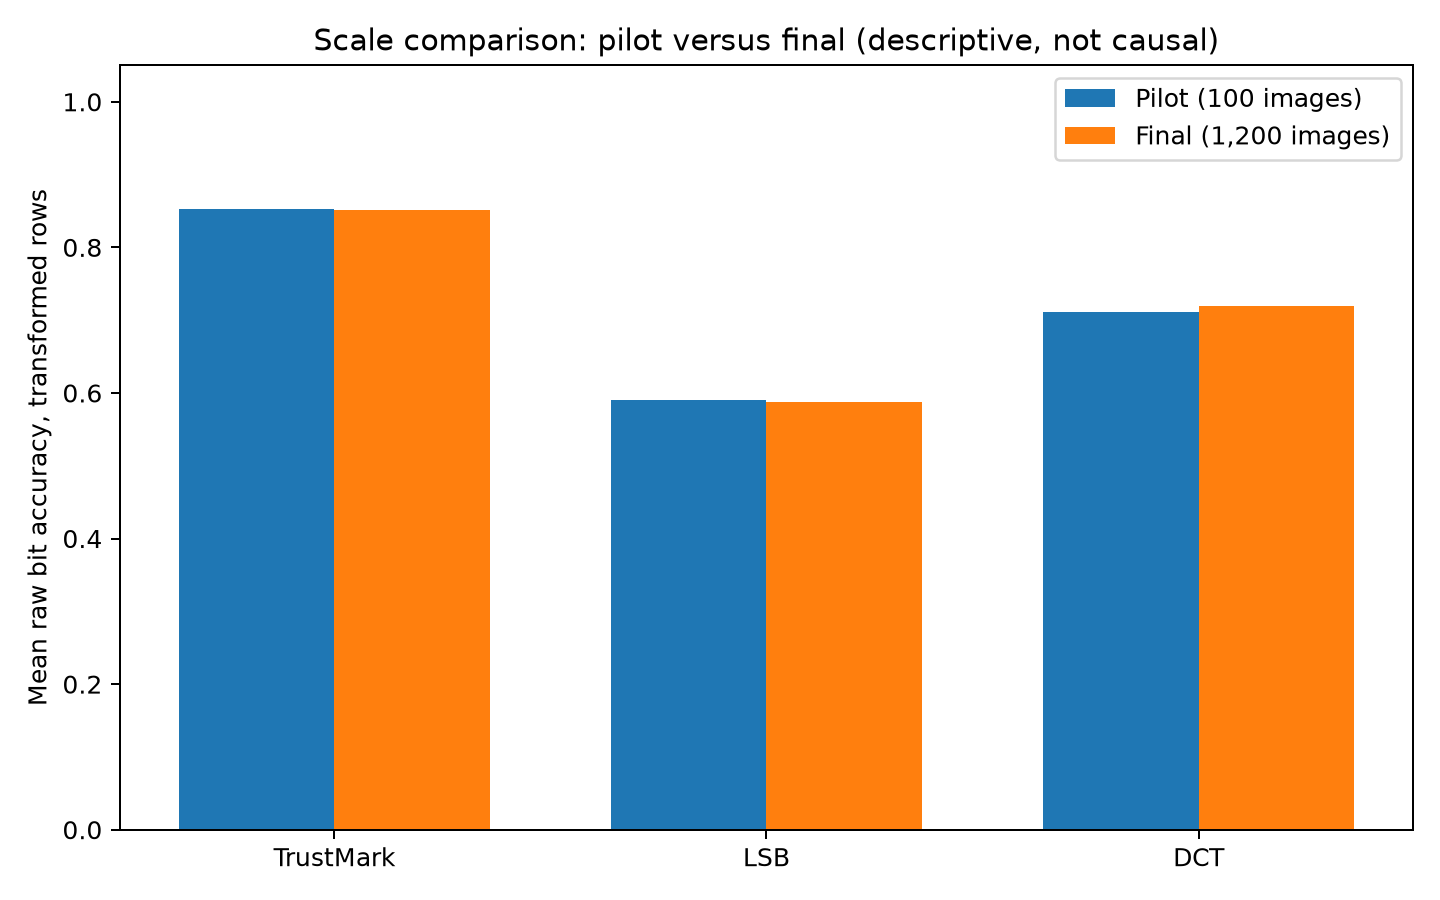 Scale comparison: pilot versus final (descriptive, not causal)
Pilot (100 images)
Final (1,200 images)
Mean raw bit accuracy, transformed rows
1.0
0.8
0.6
0.4
0.2
0.0
TrustMark
LSB
DCT